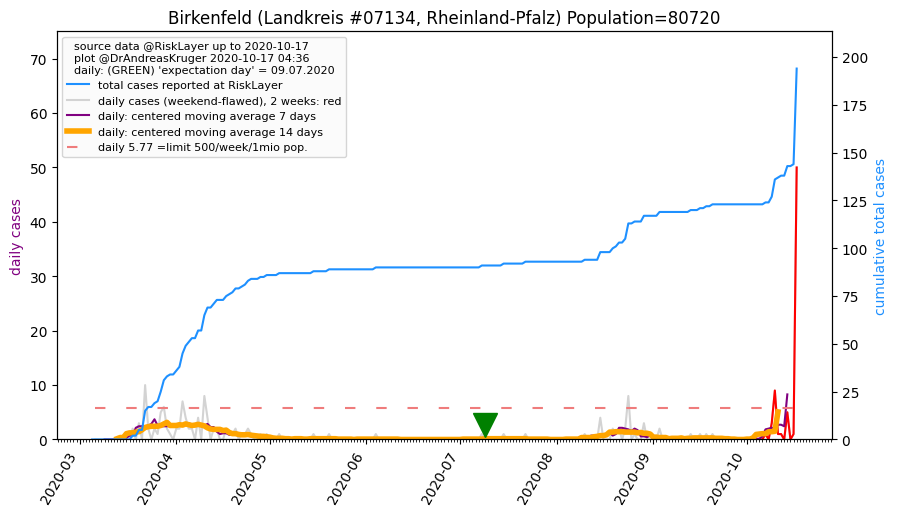 Birkenfeld (Landkreis #07134, Rheinland-Pfalz) Population=80720
source data @RiskLayer up to 2020-10-17
plot @DrAndreasKruger 2020-10-17 04:36
daily: (GREEN) 'expectation day' = 09.07.2020
total cases reported at RiskLayer
daily cases (weekend-flawed), 2 weeks: red
daily: centered moving average 7 days
daily: centered moving average 14 days
daily 5.77 =limit 500/week/1mio pop.
daily cases
70
60
50
40
30
20
10
0
200
175
150
125
100
75
50
25
0
cumulative total cases
2020-03
2020-04
2020-05
2020-06
2020-07
2020-08
2020-09
2020-10